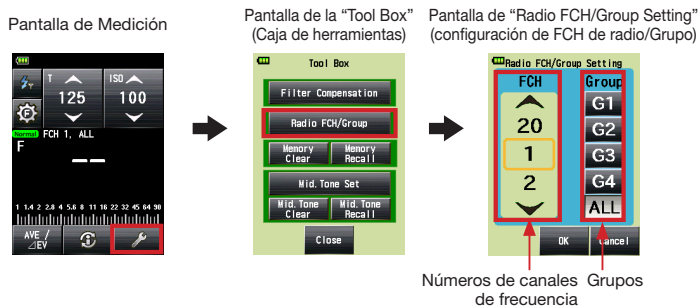 Pantalla de Medición
T
125
ISO
100
Normal FCH 1, ALL
F
1 1.4 2 2.8 4 5.6 8 11 16 22 32 45 64 90
AVE /
⊿EV
Pantalla de la “Tool Box”
(Caja de herramientas)
Tool Box
Filter Compensation
Radio FCH/Group
Memory Clear
Memory Recall
Mid. Tone Set
Mid. Tone Clear
Mid. Tone Recall
Close
Pantalla de “Radio FCH/Group Setting”
(configuración de FCH de radio/Grupo)
Radio FCH/Group Setting
FCH
20
1
2
Group
G1
G2
G3
G4
ALL
OK
Cancel
Números de canales
de frecuencia
Grupos